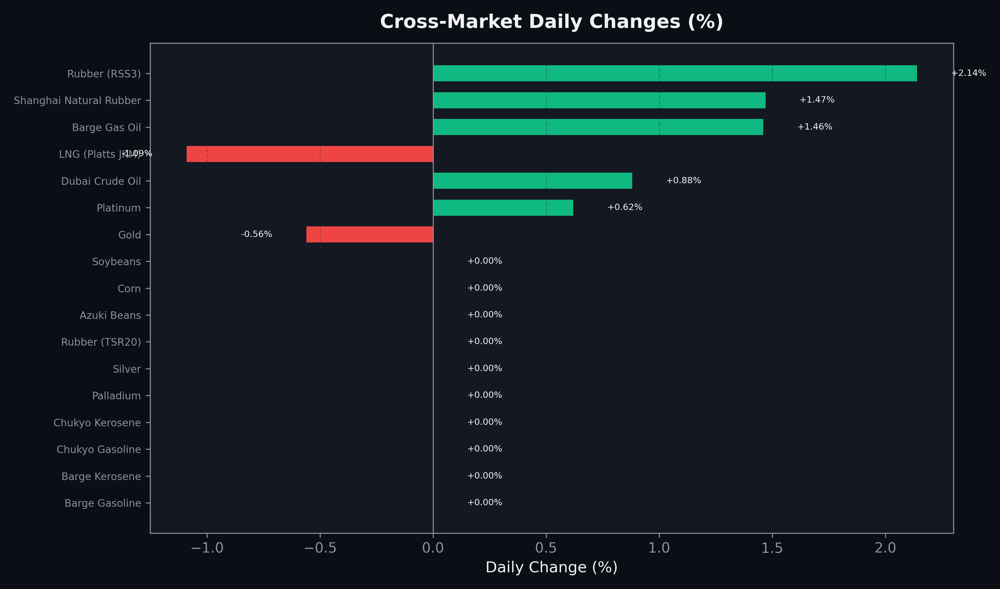 Cross-Market Daily Changes (%)
Rubber (RSS3) +2.14%
Shanghai Natural Rubber +1.47%
Barge Gas Oil +1.46%
LNG (Platts JKM) -1.09%
Dubai Crude Oil +0.88%
Platinum +0.62%
Gold -0.56%
Soybeans +0.00%
Corn +0.00%
Azuki Beans +0.00%
Rubber (TSR20) +0.00%
Silver +0.00%
Palladium +0.00%
Chukyo Kerosene +0.00%
Chukyo Gasoline +0.00%
Barge Kerosene +0.00%
Barge Gasoline +0.00%
−1.0 −0.5 0.0 0.5 1.0 1.5 2.0
Daily Change (%)